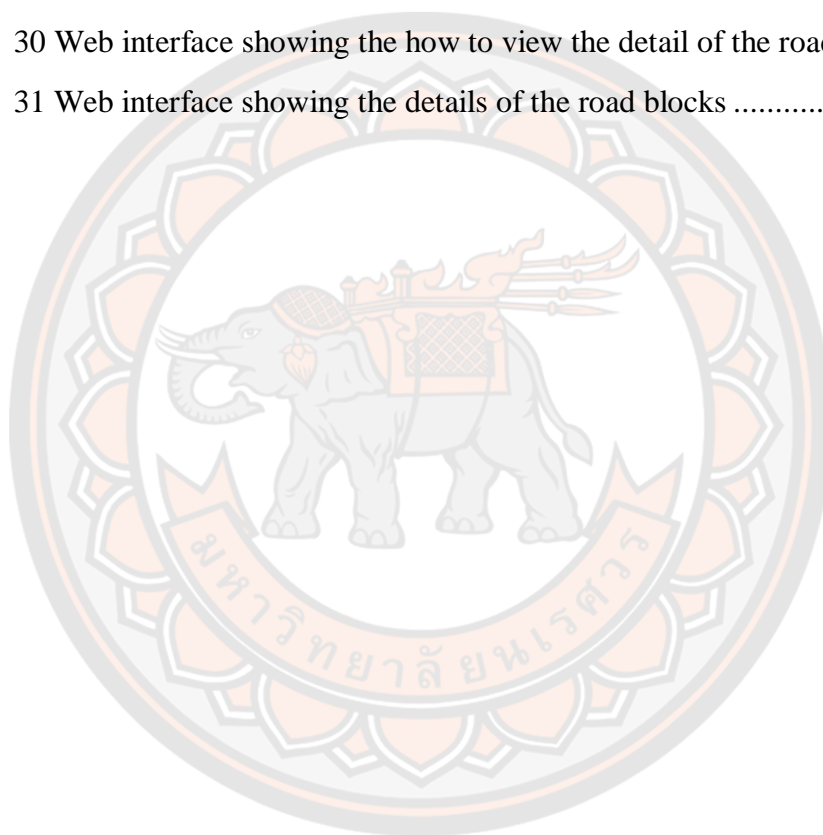 30 Web interface showing the how to view the detail of the road
31 Web interface showing the details of the road blocks ...........
มหาวิทยาลัยนเรศวร